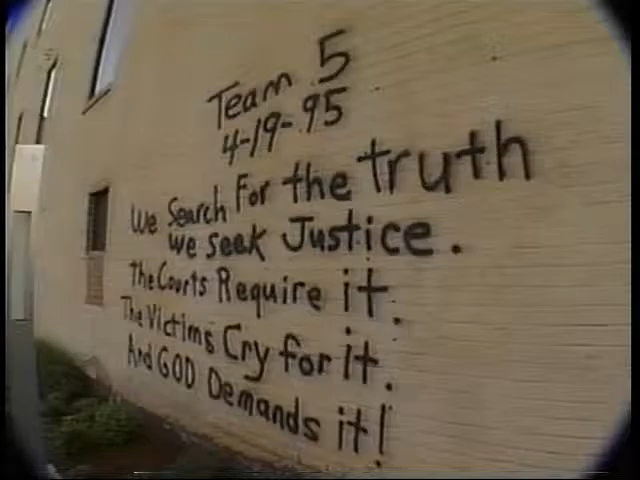 Team 5
4-19-95
We Search For the truth
we seek Justice.
The Courts Require it.
The Victims Cry for it.
And GOD Demands it!